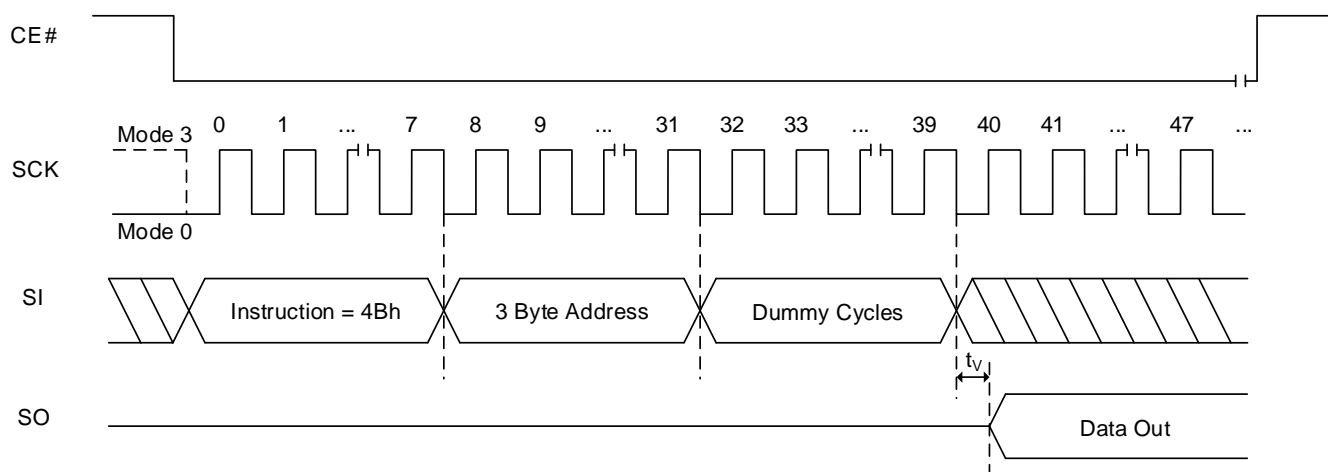 CE#
Mode 3 0 1 ... 7 8 9 ... 31 32 33 ... 39 40 41 ... 47 ...
SCK
Mode 0
SI Instruction = 4Bh 3 Byte Address Dummy Cycles
tV
SO Data Out